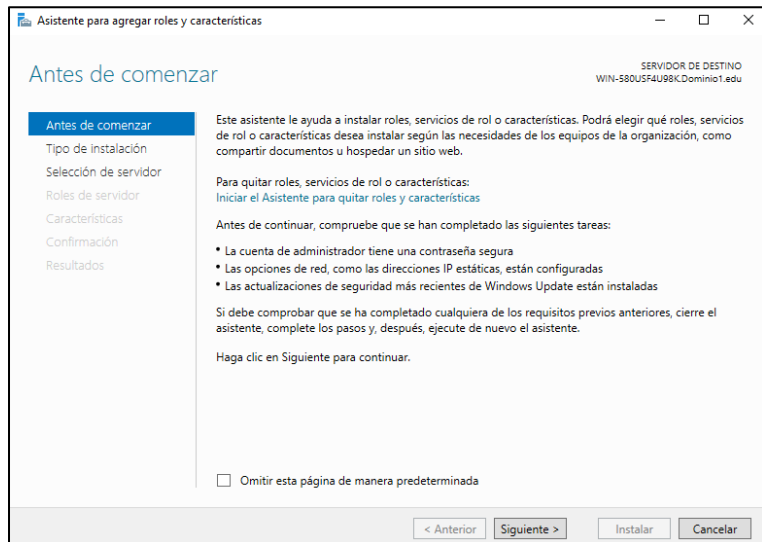 Asistente para agregar roles y características
Antes de comenzar
SERVIDOR DE DESTINO
WIN-580USF4U98K.Dominio1.edu
Antes de comenzar
Tipo de instalación
Selección de servidor
Roles de servidor
Características
Confirmación
Resultados
Este asistente le ayuda a instalar roles, servicios de rol o características. Podrá elegir qué roles, servicios
de rol o características desea instalar según las necesidades de los equipos de la organización, como
compartir documentos u hospedar un sitio web.
Para quitar roles, servicios de rol o características:
Iniciar el Asistente para quitar roles y características
Antes de continuar, compruebe que se han completado las siguientes tareas:
• La cuenta de administrador tiene una contraseña segura
• Las opciones de red, como las direcciones IP estáticas, están configuradas
• Las actualizaciones de seguridad más recientes de Windows Update están instaladas
Si debe comprobar que se ha completado cualquiera de los requisitos previos anteriores, cierre el
asistente, complete los pasos y, después, ejecute de nuevo el asistente.
Haga clic en Siguiente para continuar.
Omitir esta página de manera predeterminada
< Anterior
Siguiente >
Instalar
Cancelar